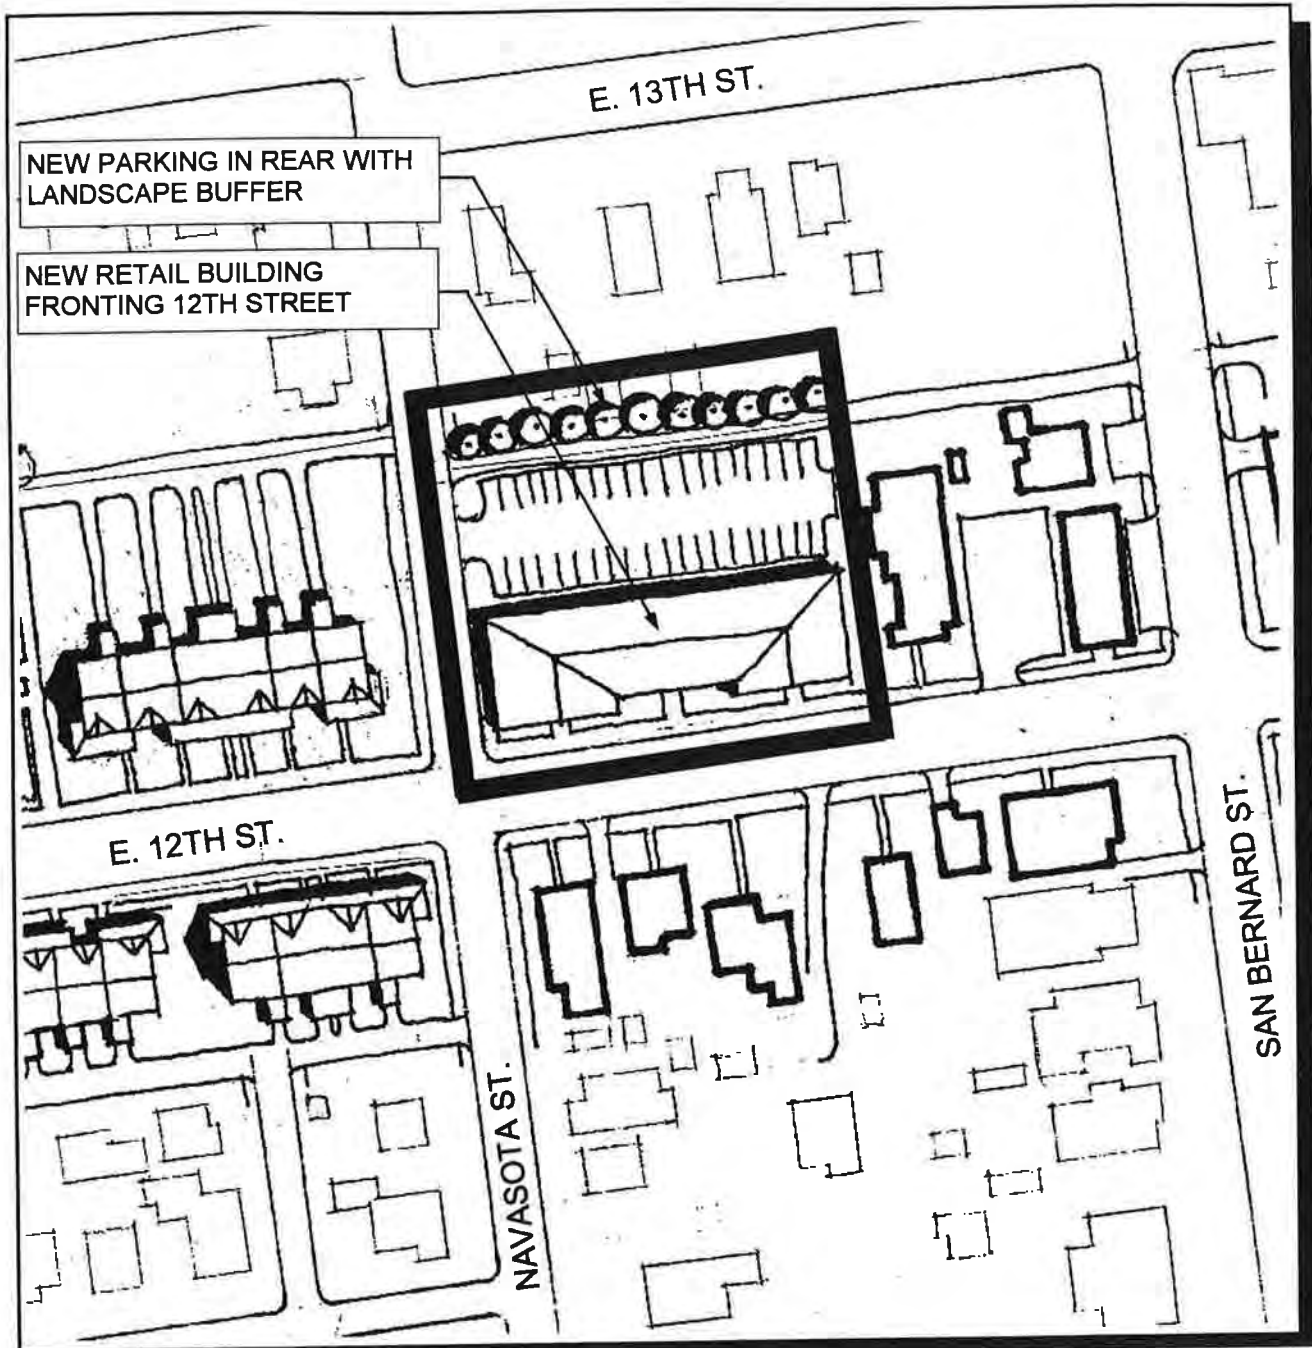 E. 13TH ST.
NEW PARKING IN REAR WITH
LANDSCAPE BUFFER
NEW RETAIL BUILDING
FRONTING 12TH STREET
E. 12TH ST.
NAVASOTA ST.
SAN BERNARD ST.